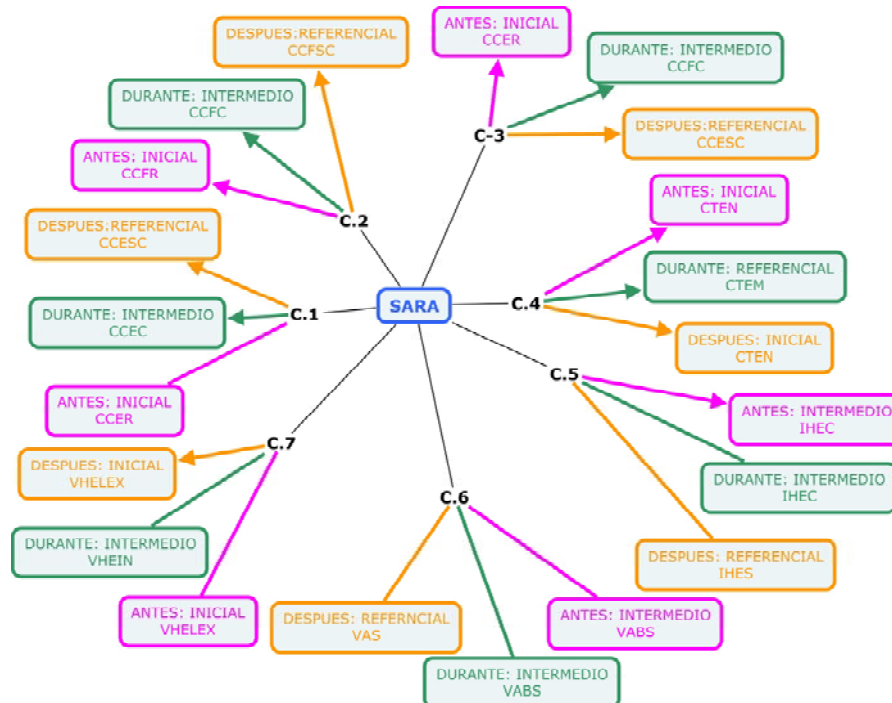 DESPUES:REFERENCIAL
CCFSC
ANTES: INICIAL
CCER
DURANTE: INTERMEDIO
CCFC
DURANTE: INTERMEDIO
CCFC
DESPUES:REFERENCIAL
CCESC
C-3
ANTES: INICIAL
CCFR
ANTES: INICIAL
CTEN
C.2
DESPUES:REFERENCIAL
CCESC
DURANTE: REFERENCIAL
CTEM
SARA
C.4
C.1
DURANTE: INTERMEDIO
CCEC
DESPUES: INICIAL
CTEN
C.5
ANTES: INICIAL
CCER
ANTES: INTERMEDIO
IHEC
C.7
DESPUES: INICIAL
VHELEX
DURANTE: INTERMEDIO
IHEC
C.6
DURANTE: INTERMEDIO
VHEIN
DESPUES: REFERENCIAL
IHES
ANTES: INICIAL
VHELEX
DESPUES: REFERNCIAL
VAS
ANTES: INTERMEDIO
VABS
DURANTE: INTERMEDIO
VABS